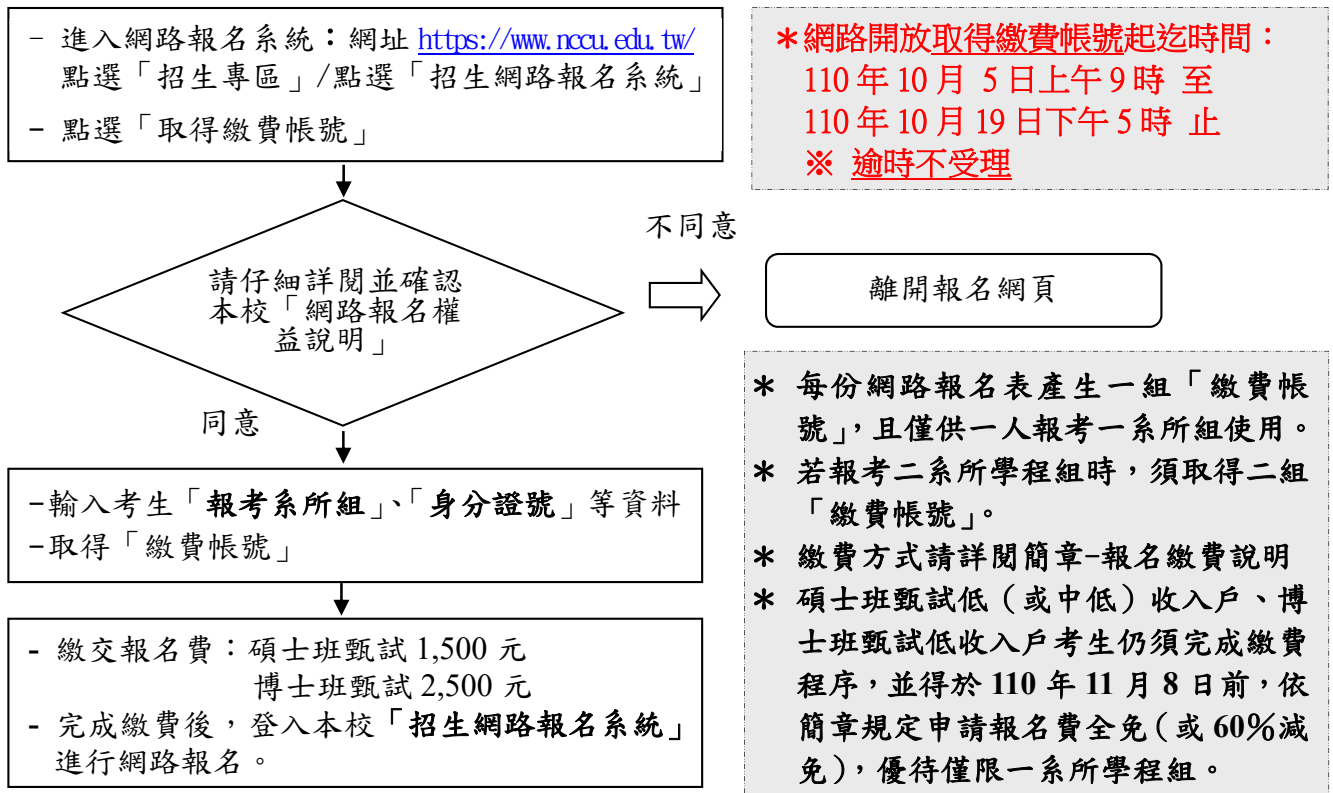 - 進入網路報名系統：網址 https://www.nccu.edu.tw/
點選「招生專區」/點選「招生網路報名系統」
- 點選「取得繳費帳號」
＊網路開放取得繳費帳號起迄時間：
110 年 10 月 5 日上午 9 時 至
110 年 10 月 19 日下午 5 時 止
※ 逾時不受理
請仔細詳閱並確認
本校「網路報名權
益說明」
不同意
離開報名網頁
同意
-輸入考生「報考系所組」、「身分證號」等資料
-取得「繳費帳號」
- 繳交報名費：碩士班甄試 1,500 元
博士班甄試 2,500 元
- 完成繳費後，登入本校「招生網路報名系統」
進行網路報名。
＊ 每份網路報名表產生一組「繳費帳
號」，且僅供一人報考一系所組使用。
＊ 若報考二系所學程組時，須取得二組
「繳費帳號」。
＊ 繳費方式請詳閱簡章-報名繳費說明
＊ 碩士班甄試低（或中低）收入戶、博
士班甄試低收入戶考生仍須完成繳費
程序，並得於 110 年 11 月 8 日前，依
簡章規定申請報名費全免（或 60%減
免），優待僅限一系所學程組。